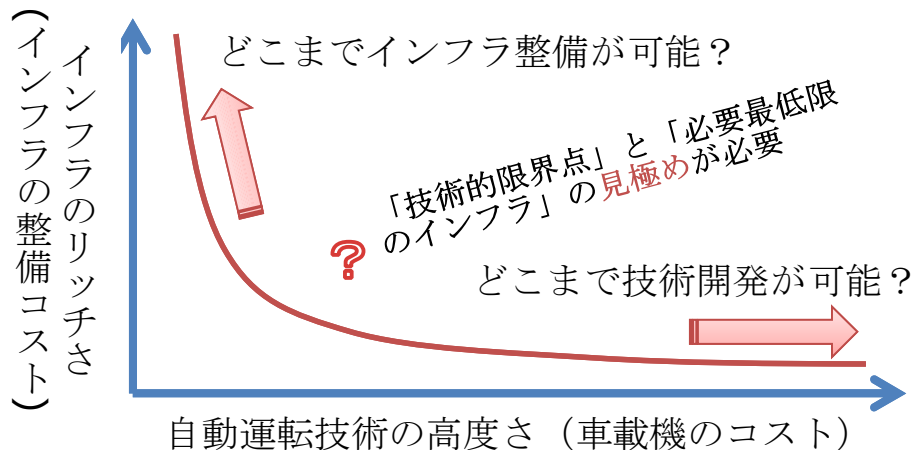 どこまでインフラ整備が可能？
インフラのリッチさ
（インフラの整備コスト）
「技術的限界点」と「必要最低限
のインフラ」の見極めが必要
？
どこまで技術開発が可能？
自動運転技術の高度さ（車載機のコスト）